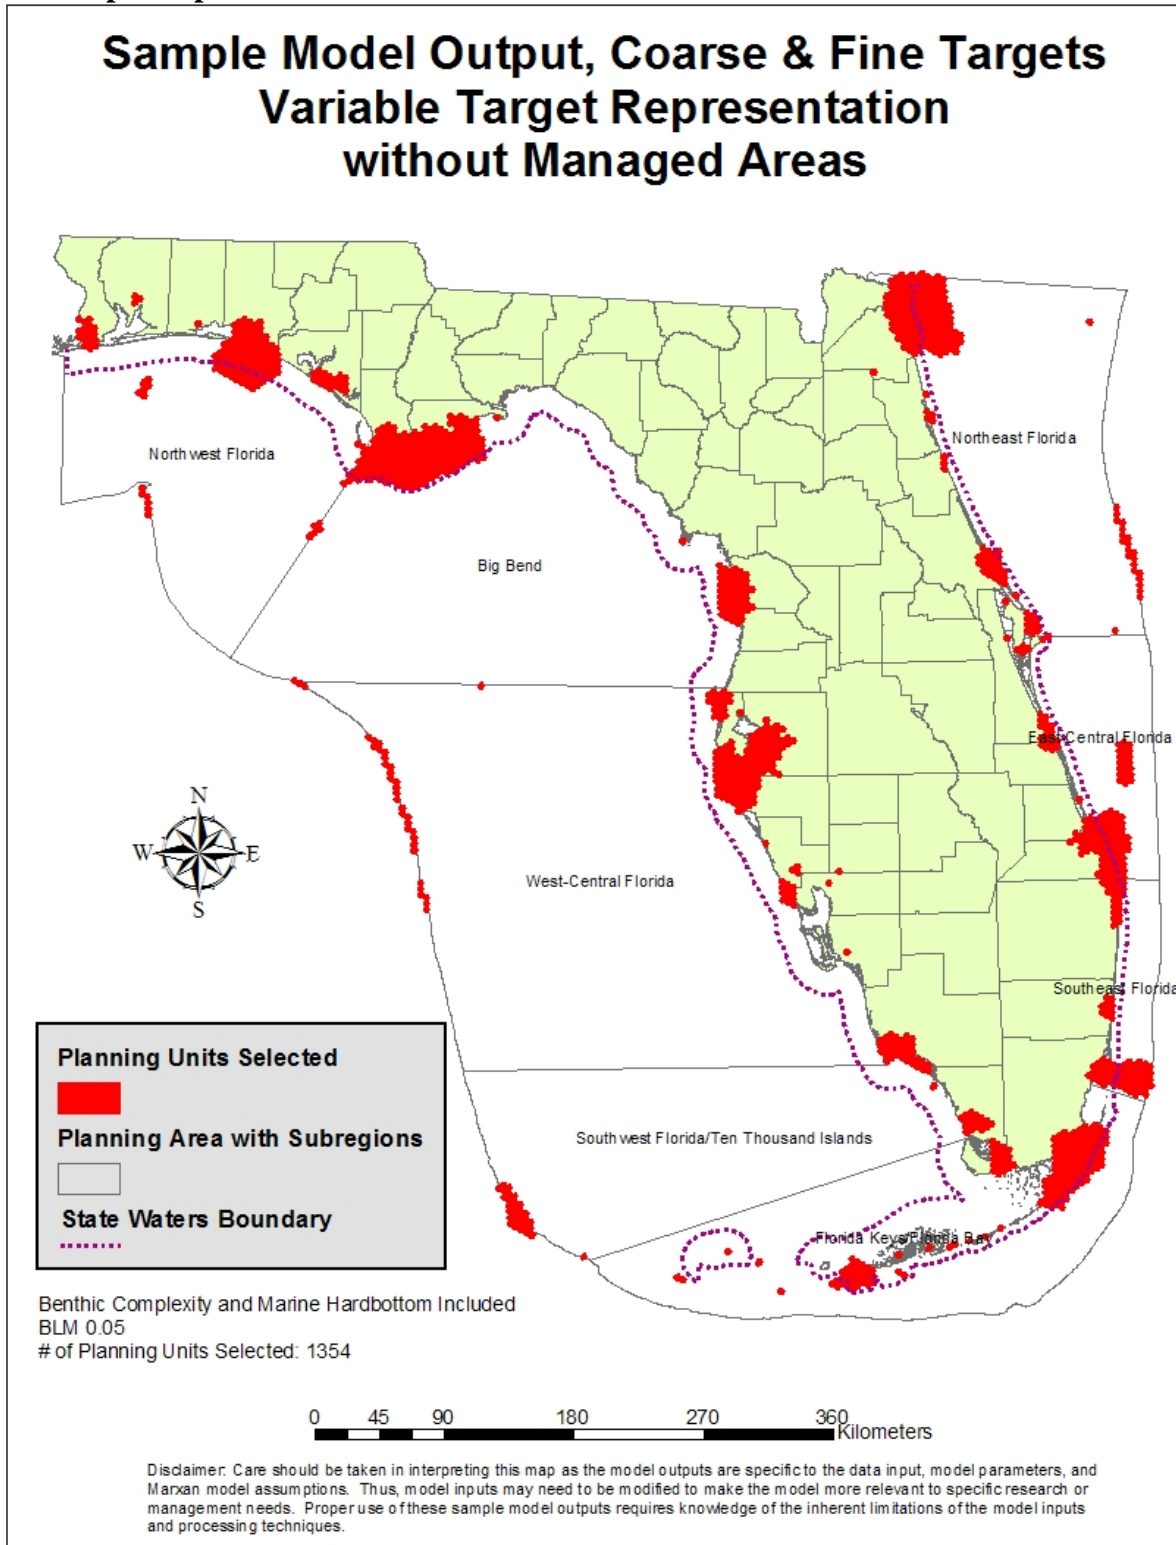 Sample Model Output, Coarse & Fine Targets
Variable Target Representation
without Managed Areas
Northwest Florida
Northeast Florida
Big Bend
East-Central Florida
West-Central Florida
Southeast Florida
Southwest Florida/Ten Thousand Islands
Florida Keys/Florida Bay
N
W
E
S
Planning Units Selected
Planning Area with Subregions
State Waters Boundary
Benthic Complexity and Marine Hardbottom Included
BLM 0.05
# of Planning Units Selected: 1354
0 45 90 180 270 360
Kilometers
Disclaimer: Care should be taken in interpreting this map as the model outputs are specific to the data input, model parameters, and
Marxan model assumptions. Thus, model inputs may need to be modified to make the model more relevant to specific research or
management needs. Proper use of these sample model outputs requires knowledge of the inherent limitations of the model inputs
and processing techniques.